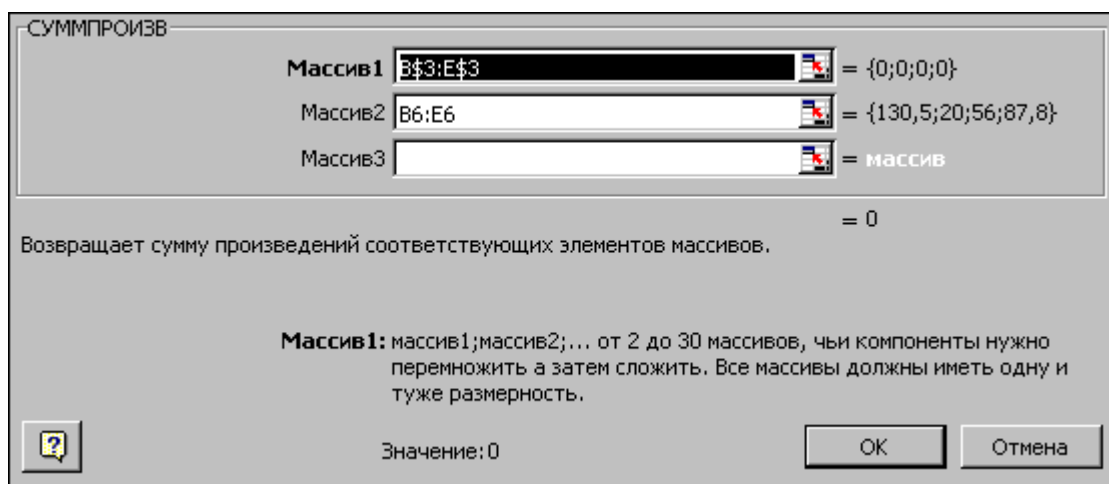 СУММПРОИЗВ
Массив1 B$3:E$3 = {0;0;0;0}
Массив2 B6:E6 = {130,5;20;56;87,8}
Массив3 = массив
= 0
Возвращает сумму произведений соответствующих элементов массивов.
Массив1: массив1;массив2;... от 2 до 30 массивов, чьи компоненты нужно
перемножить а затем сложить. Все массивы должны иметь одну и
туже размерность.
? Значение:0 OK Отмена